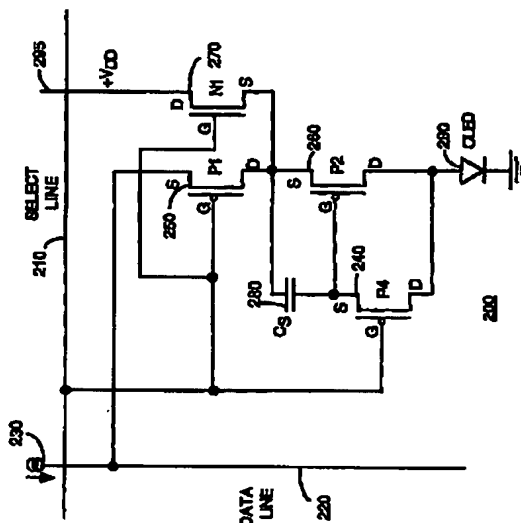 230
SELECT
LINE
210
295
+VDD
D
270
N1
G
S
S
P1
250
G
D
S
260
P2
G
D
280
CS
S
240
P4
G
D
290
OLED
200
DATA
LINE
220